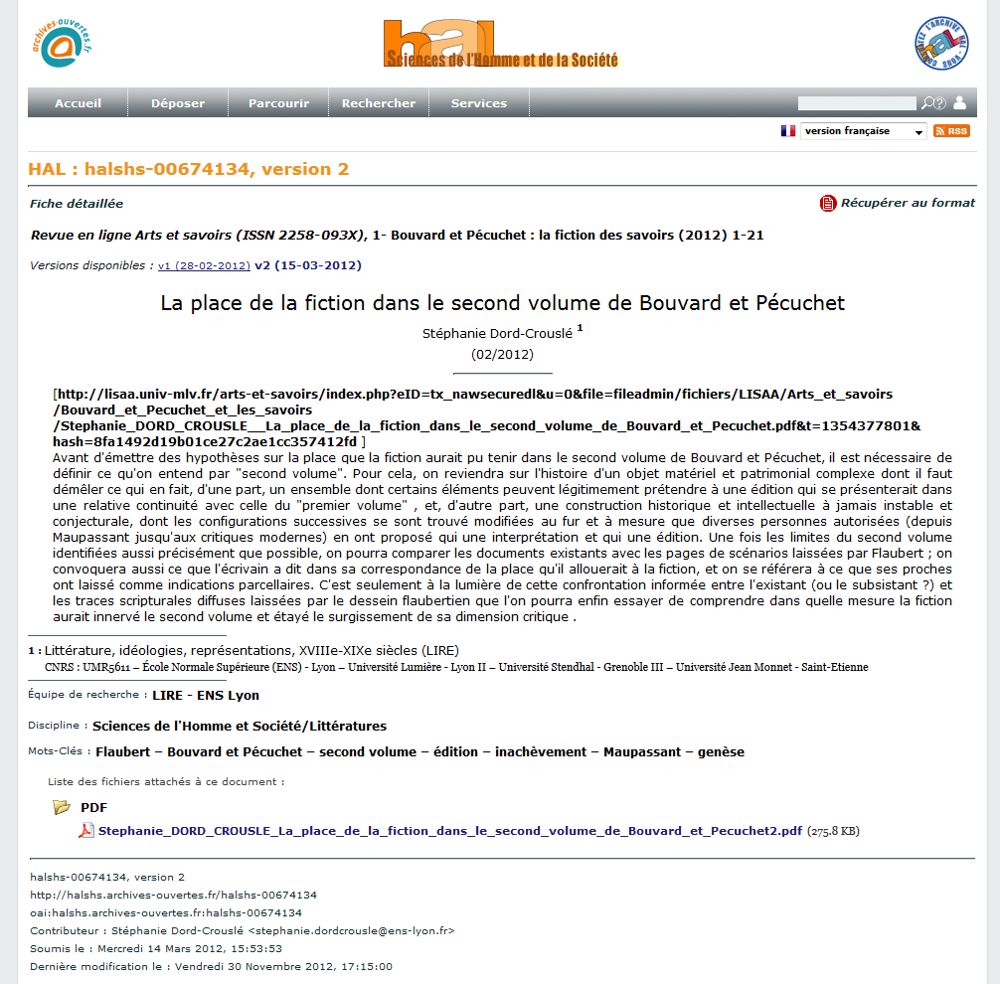 archives-ouvertes.fr
hal
Sciences de l'Homme et de la Société
CONSULTEZ L'ARCHIVE HAL
Accueil Déposer Parcourir Rechercher Services
version française RSS
HAL : halshs-00674134, version 2
Fiche détaillée Récupérer au format
Revue en ligne Arts et savoirs (ISSN 2258-093X), 1- Bouvard et Pécuchet : la fiction des savoirs (2012) 1-21
Versions disponibles : v1 (28-02-2012) v2 (15-03-2012)
La place de la fiction dans le second volume de Bouvard et Pécuchet
Stéphanie Dord-Crouslé 1
(02/2012)
[http://lisaa.univ-mlv.fr/arts-et-savoirs/index.php?eID=tx_nawsecuredl&u=0&file=fileadmin/fichiers/LISAA/Arts_et_savoirs
/Bouvard_et_Pecuchet_et_les_savoirs
/Stephanie_DORD_CROUSLE__La_place_de_la_fiction_dans_le_second_volume_de_Bouvard_et_Pecuchet.pdf&t=1354377801&
hash=8fa1492d19b01ce27c2ae1cc357412fd ]
Avant d'émettre des hypothèses sur la place que la fiction aurait pu tenir dans le second volume de Bouvard et Pécuchet, il est nécessaire de
définir ce qu'on entend par "second volume". Pour cela, on reviendra sur l'histoire d'un objet matériel et patrimonial complexe dont il faut
démêler ce qui en fait, d'une part, un ensemble dont certains éléments peuvent légitimement prétendre à une édition qui se présenterait dans
une relative continuité avec celle du "premier volume" , et, d'autre part, une construction historique et intellectuelle à jamais instable et
conjecturale, dont les configurations successives se sont trouvé modifiées au fur et à mesure que diverses personnes autorisées (depuis
Maupassant jusqu'aux critiques modernes) en ont proposé qui une interprétation et qui une édition. Une fois les limites du second volume
identifiées aussi précisément que possible, on pourra comparer les documents existants avec les pages de scénarios laissées par Flaubert ; on
convoquera aussi ce que l'écrivain a dit dans sa correspondance de la place qu'il allouerait à la fiction, et on se référera à ce que ses proches
ont laissé comme indications parcellaires. C'est seulement à la lumière de cette confrontation informée entre l'existant (ou le subsistant ?) et
les traces scripturales diffuses laissées par le dessein flaubertien que l'on pourra enfin essayer de comprendre dans quelle mesure la fiction
aurait innervé le second volume et étayé le surgissement de sa dimension critique .
1 : Littérature, idéologies, représentations, XVIIIe-XIXe siècles (LIRE)
CNRS : UMR5611 – École Normale Supérieure (ENS) - Lyon – Université Lumière - Lyon II – Université Stendhal - Grenoble III – Université Jean Monnet - Saint-Etienne
Équipe de recherche : LIRE - ENS Lyon
Discipline : Sciences de l'Homme et Société/Littératures
Mots-Clés : Flaubert – Bouvard et Pécuchet – second volume – édition – inachèvement – Maupassant – genèse
Liste des fichiers attachés à ce document :
PDF
Stephanie_DORD_CROUSLE_La_place_de_la_fiction_dans_le_second_volume_de_Bouvard_et_Pecuchet2.pdf (275.8 KB)
halshs-00674134, version 2
http://halshs.archives-ouvertes.fr/halshs-00674134
oai:halshs.archives-ouvertes.fr:halshs-00674134
Contributeur : Stéphanie Dord-Crouslé <stephanie.dordcrousle@ens-lyon.fr>
Soumis le : Mercredi 14 Mars 2012, 15:53:53
Dernière modification le : Vendredi 30 Novembre 2012, 17:15:00